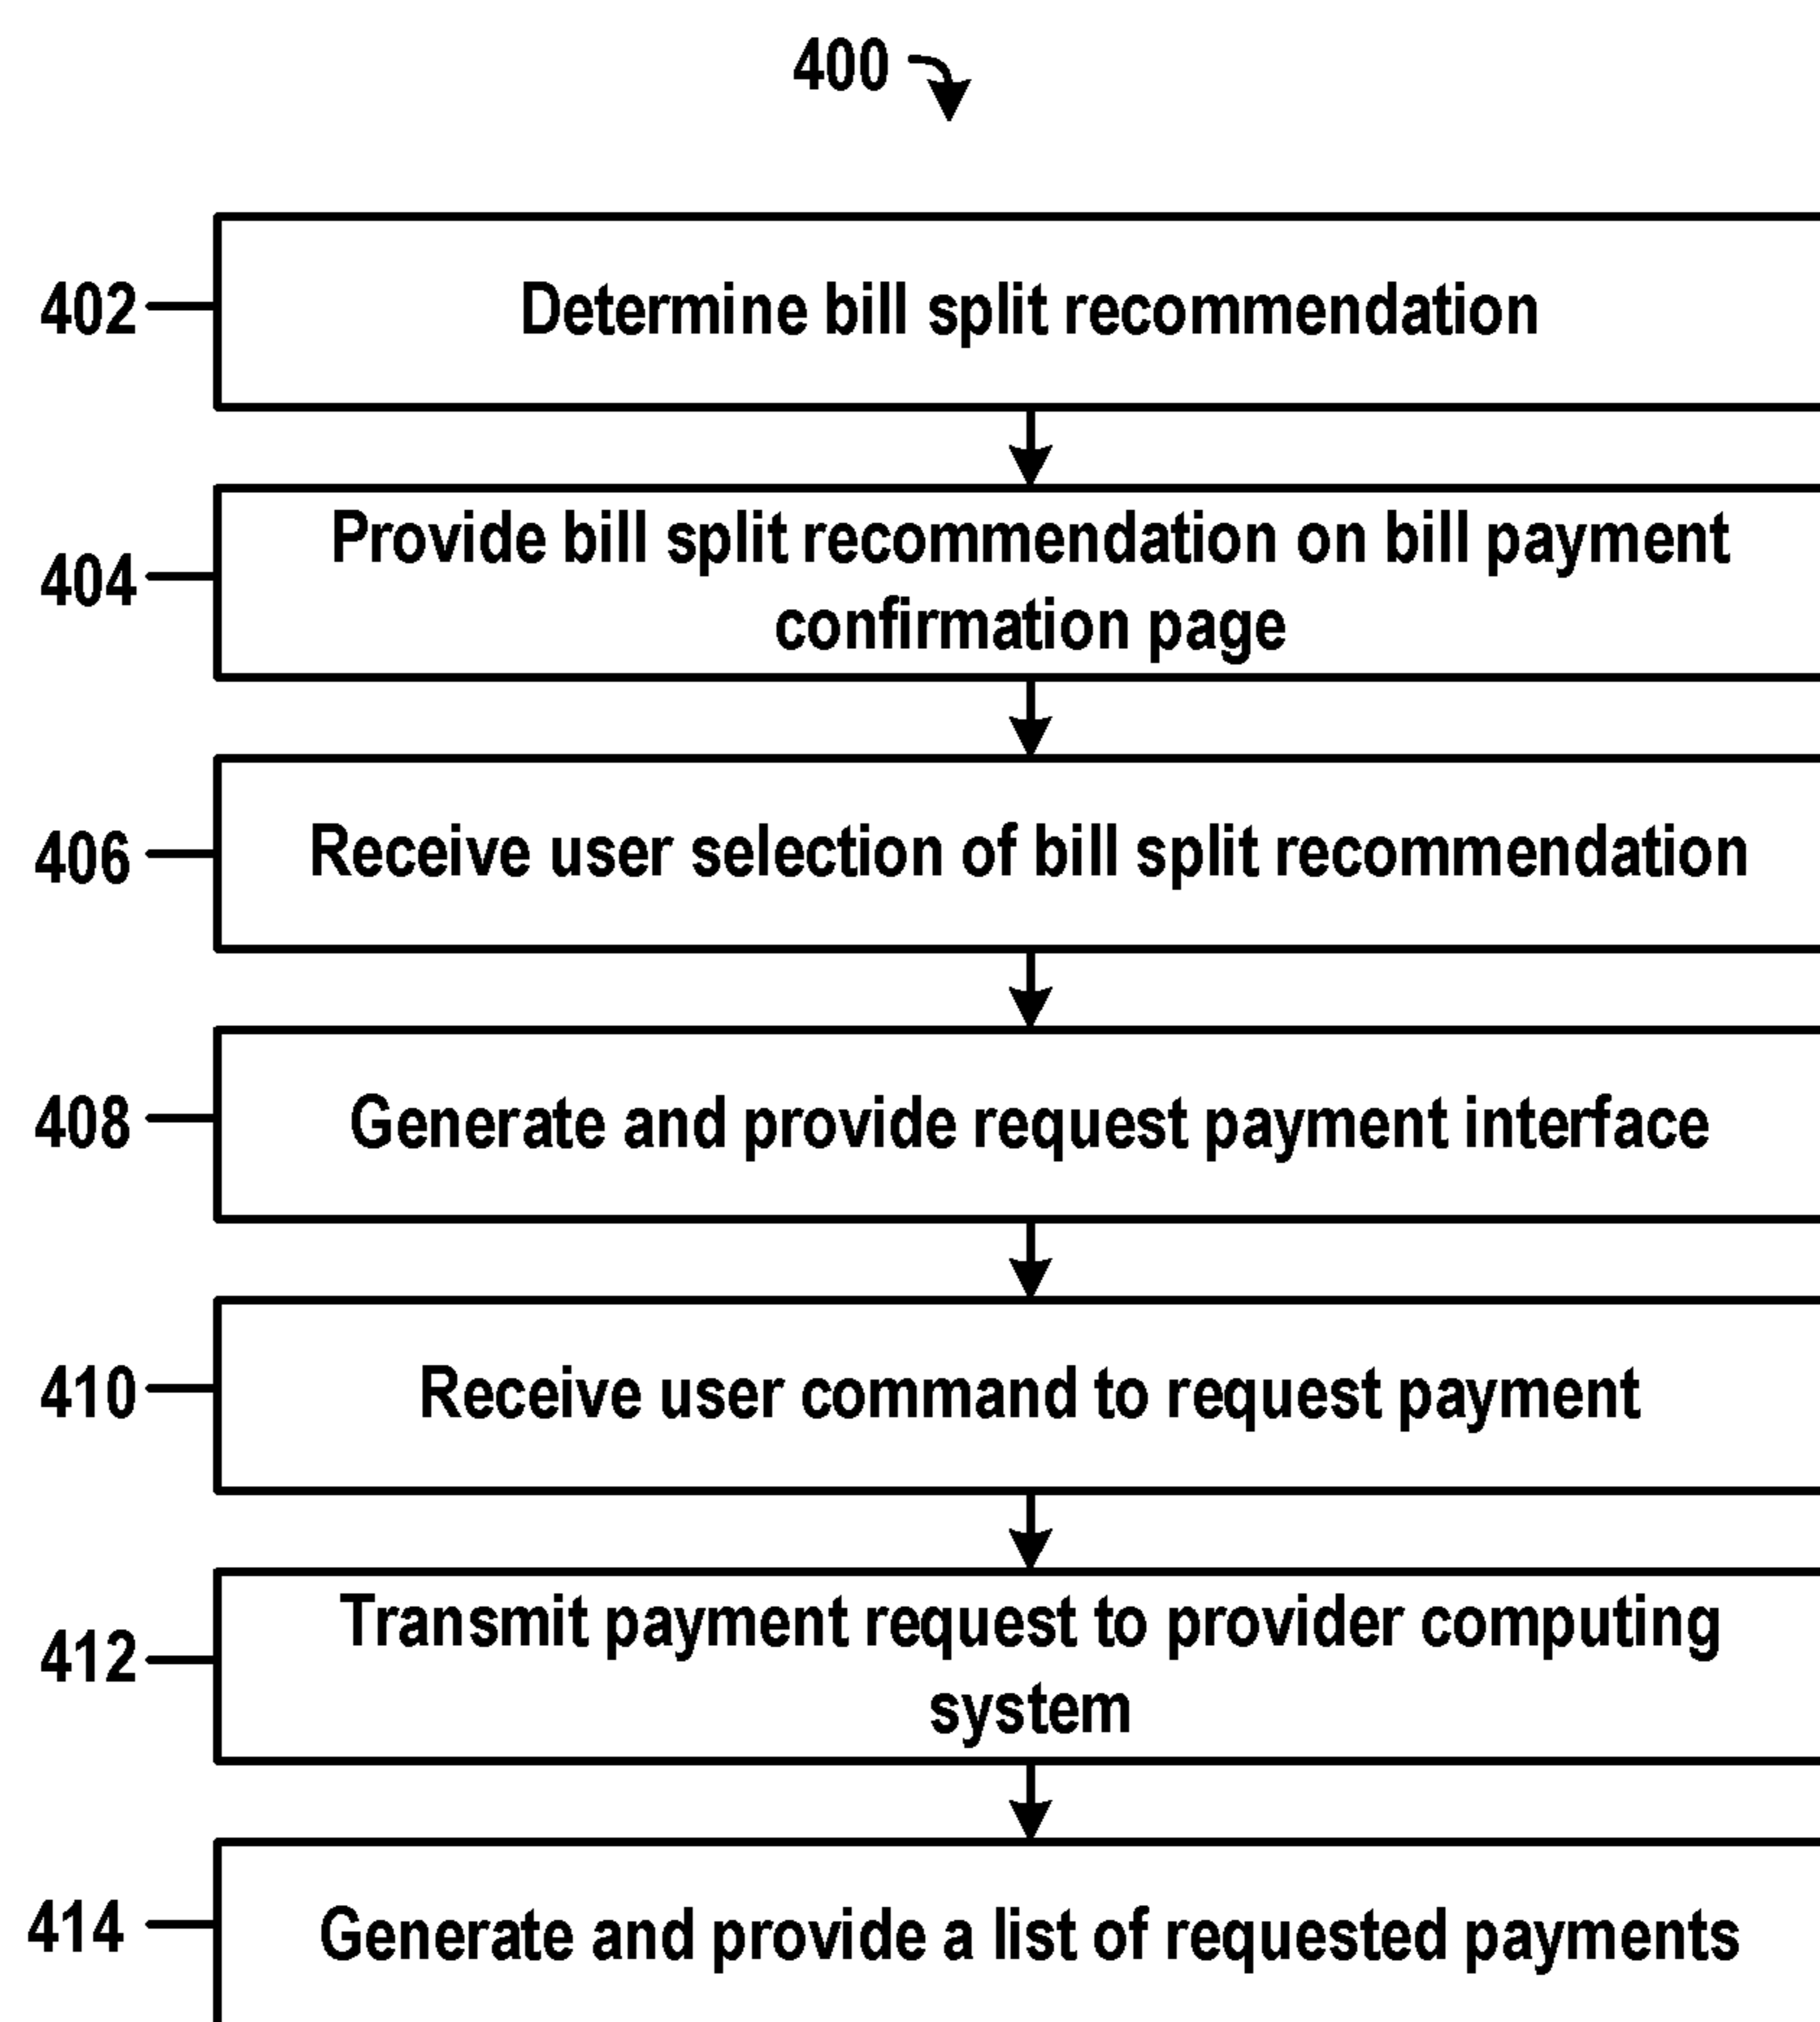 400
402
Determine bill split recommendation
404
Provide bill split recommendation on bill payment
confirmation page
406
Receive user selection of bill split recommendation
408
Generate and provide request payment interface
410
Receive user command to request payment
412
Transmit payment request to provider computing
system
414
Generate and provide a list of requested payments